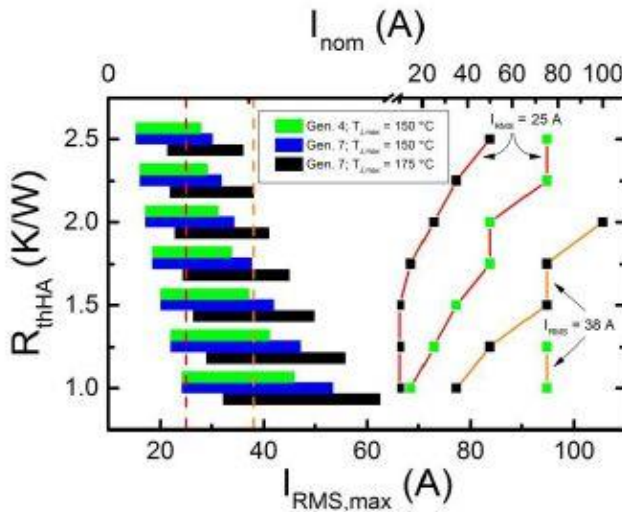 I_nom (A)
0 20 40 60 80 100
Gen. 4; T_J,max = 150 °C
Gen. 7; T_J,max = 150 °C
Gen. 7; T_J,max = 175 °C
I_RMS = 25 A
I_RMS = 38 A
R_thHA (K/W)
2.5
2.0
1.5
1.0
20 40 60 80 100
I_RMS,max (A)